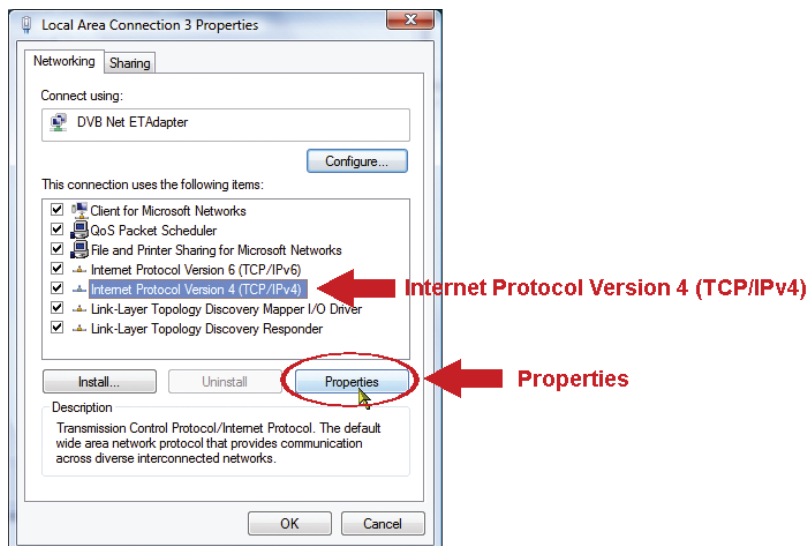 Local Area Connection 3 Properties
Networking
Sharing
Connect using:
DVB Net ETAdapter
Configure...
This connection uses the following items:
Client for Microsoft Networks
QoS Packet Scheduler
File and Printer Sharing for Microsoft Networks
Internet Protocol Version 6 (TCP/IPv6)
Internet Protocol Version 4 (TCP/IPv4)
Internet Protocol Version 4 (TCP/IPv4)
Link-Layer Topology Discovery Mapper I/O Driver
Link-Layer Topology Discovery Responder
Install...
Uninstall
Properties
Properties
Description
Transmission Control Protocol/Internet Protocol. The default
wide area network protocol that provides communication
across diverse interconnected networks.
OK
Cancel